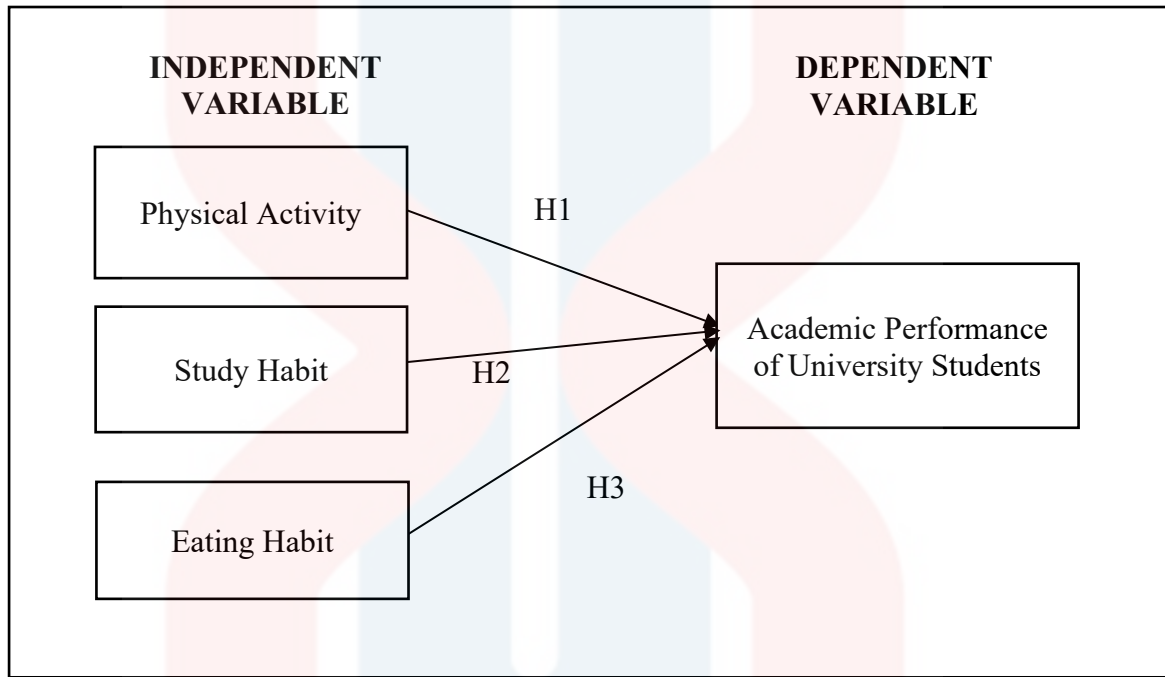 INDEPENDENT
VARIABLE
DEPENDENT
VARIABLE
Physical Activity
H1
Study Habit
H2
Academic Performance
of University Students
Eating Habit
H3